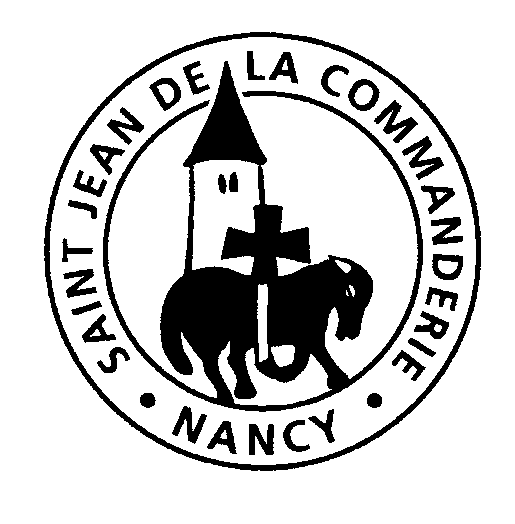 SAINT JEAN DE LA COMMANDERIE
• NANCY •